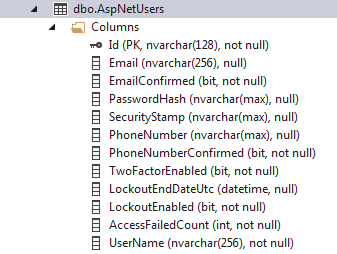 dbo.AspNetUsers
Columns
Id (PK, nvarchar(128), not null)
Email (nvarchar(256), null)
EmailConfirmed (bit, not null)
PasswordHash (nvarchar(max), null)
SecurityStamp (nvarchar(max), null)
PhoneNumber (nvarchar(max), null)
PhoneNumberConfirmed (bit, not null)
TwoFactorEnabled (bit, not null)
LockoutEndDateUtc (datetime, null)
LockoutEnabled (bit, not null)
AccessFailedCount (int, not null)
UserName (nvarchar(256), not null)